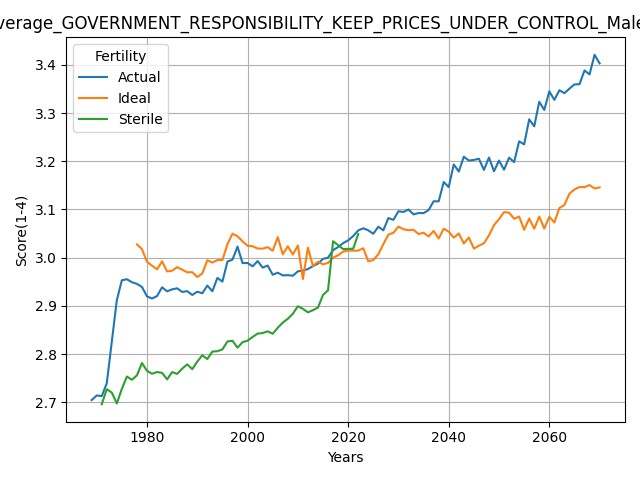 verage_GOVERNMENT_RESPONSIBILITY_KEEP_PRICES_UNDER_CONTROL_Male
Fertility
Actual
Ideal
Sterile
Score(1-4)
3.4
3.3
3.2
3.1
3.0
2.9
2.8
2.7
1980 2000 2020 2040 2060
Years